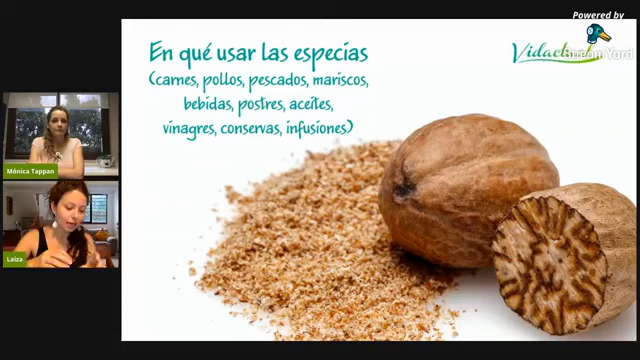 Powered by
StreamYard
En qué usar las especias
(carnes, pollos, pescados, mariscos,
bebidas, postres, aceites,
vinagres, conservas, infusiones)
Mónica Tappan
Laiza